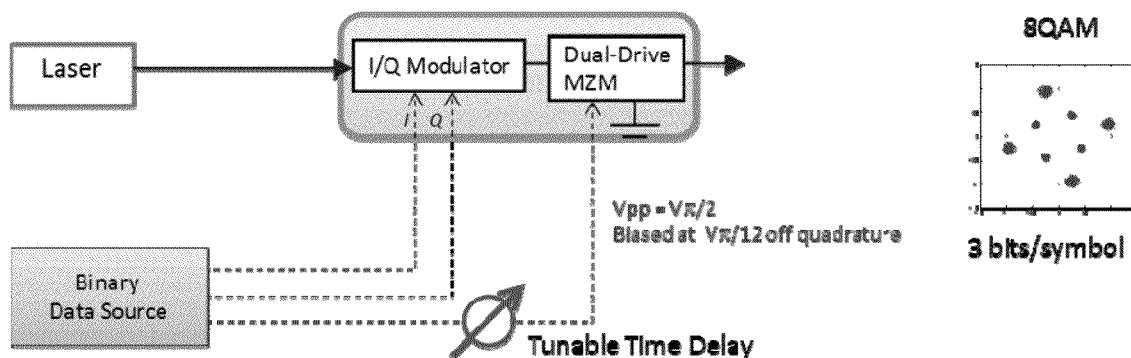 8QAM
Laser
I/Q Modulator
Dual-Drive
MZM
I Q
Vpp = Vπ/2
Biased at Vπ/12 off quadrature
3 bits/symbol
Binary
Data Source
Tunable Time Delay